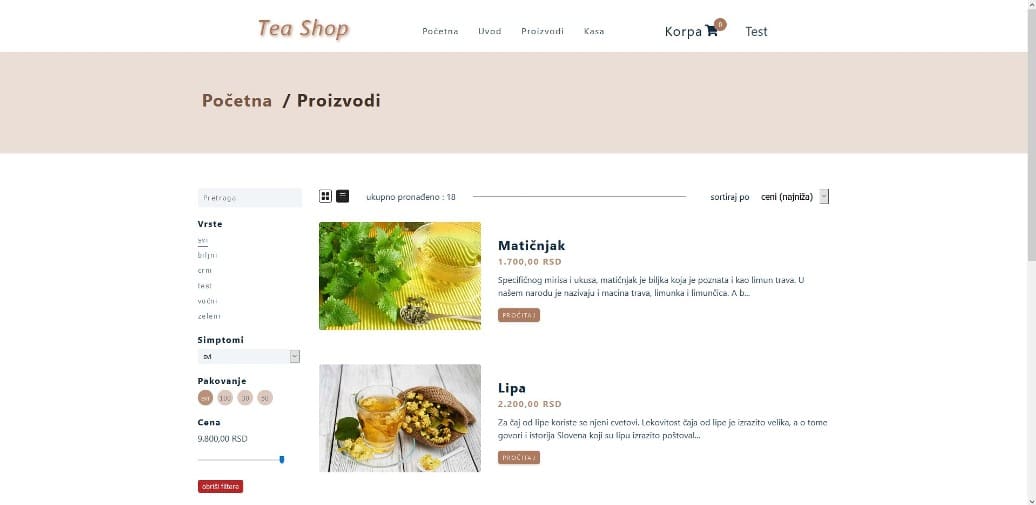 Tea Shop
Početna Uvod Proizvodi Kasa
Korpa 0 Test
Početna / Proizvodi
Pretraga
Vrste
svi
biljni
crni
test
voćni
zeleni
Simptomi
svi
Pakovanje
svi 100 30 50
Cena
9.800,00 RSD
obriši filtere
ukupno pronađeno : 18
sortiraj po ceni (najniža)
Matičnjak
1.700,00 RSD
Specifičnog mirisa i ukusa, matičnjak je biljka koja je poznata i kao limun trava. U
našem narodu je nazivaju i macina trava, limunka i limunčica. A b...
PROČITAJ
Lipa
2.200,00 RSD
Za čaj od lipe koriste se njeni cvetovi. Lekovitost čaja od lipe je izrazito velika, a o tome
govori i istorija Slovena koji su lipu izrazito poštoval...
PROČITAJ